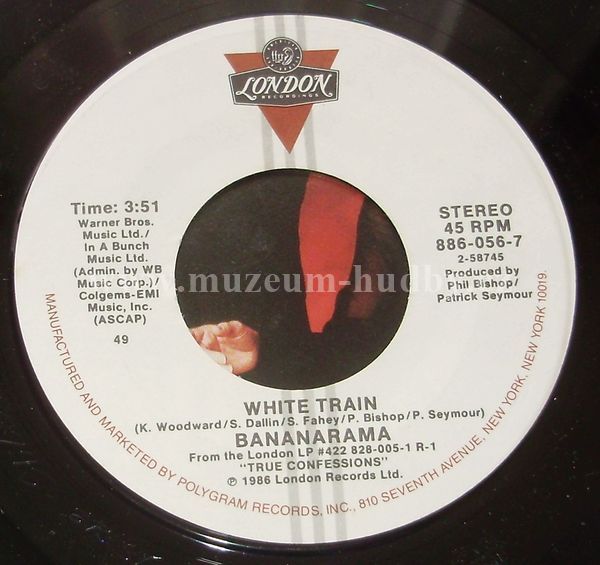 LONDON
RECORDINGS
Time: 3:51
Warner Bros.
Music Ltd./
In A Bunch
Music Ltd.
(Admin. by WB
Music Corp.)/
Colgems-EMI
Music, Inc.
(ASCAP)
49
STEREO
45 RPM
886-056-7
2-58745
Produced by
Phil Bishop/
Patrick Seymour
www.muzeum-hudb
WHITE TRAIN
(K. Woodward/S. Dallin/S. Fahey/P. Bishop/P. Seymour)
BANANARAMA
From the London LP #422 828-005-1 R-1
"TRUE CONFESSIONS"
℗ 1986 London Records Ltd.
MANUFACTURED AND MARKETED BY POLYGRAM RECORDS, INC., 810 SEVENTH AVENUE, NEW YORK, NEW YORK 10019.